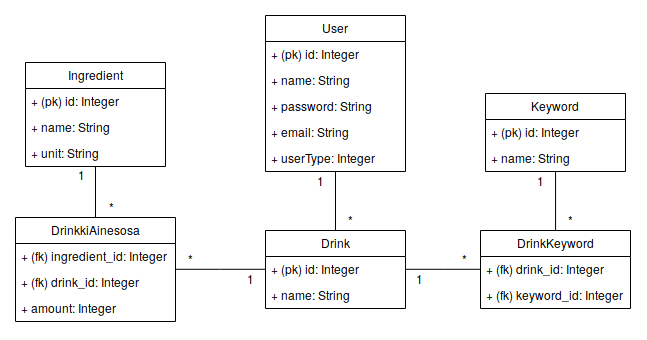 User
+ (pk) id: Integer
+ name: String
+ password: String
+ email: String
+ userType: Integer
1
*
Ingredient
+ (pk) id: Integer
+ name: String
+ unit: String
1
*
Keyword
+ (pk) id: Integer
+ name: String
1
*
DrinkkiAinesosa
+ (fk) ingredient_id: Integer
+ (fk) drink_id: Integer
+ amount: Integer
*
1
Drink
+ (pk) id: Integer
+ name: String
1
*
DrinkKeyword
+ (fk) drink_id: Integer
+ (fk) keyword_id: Integer